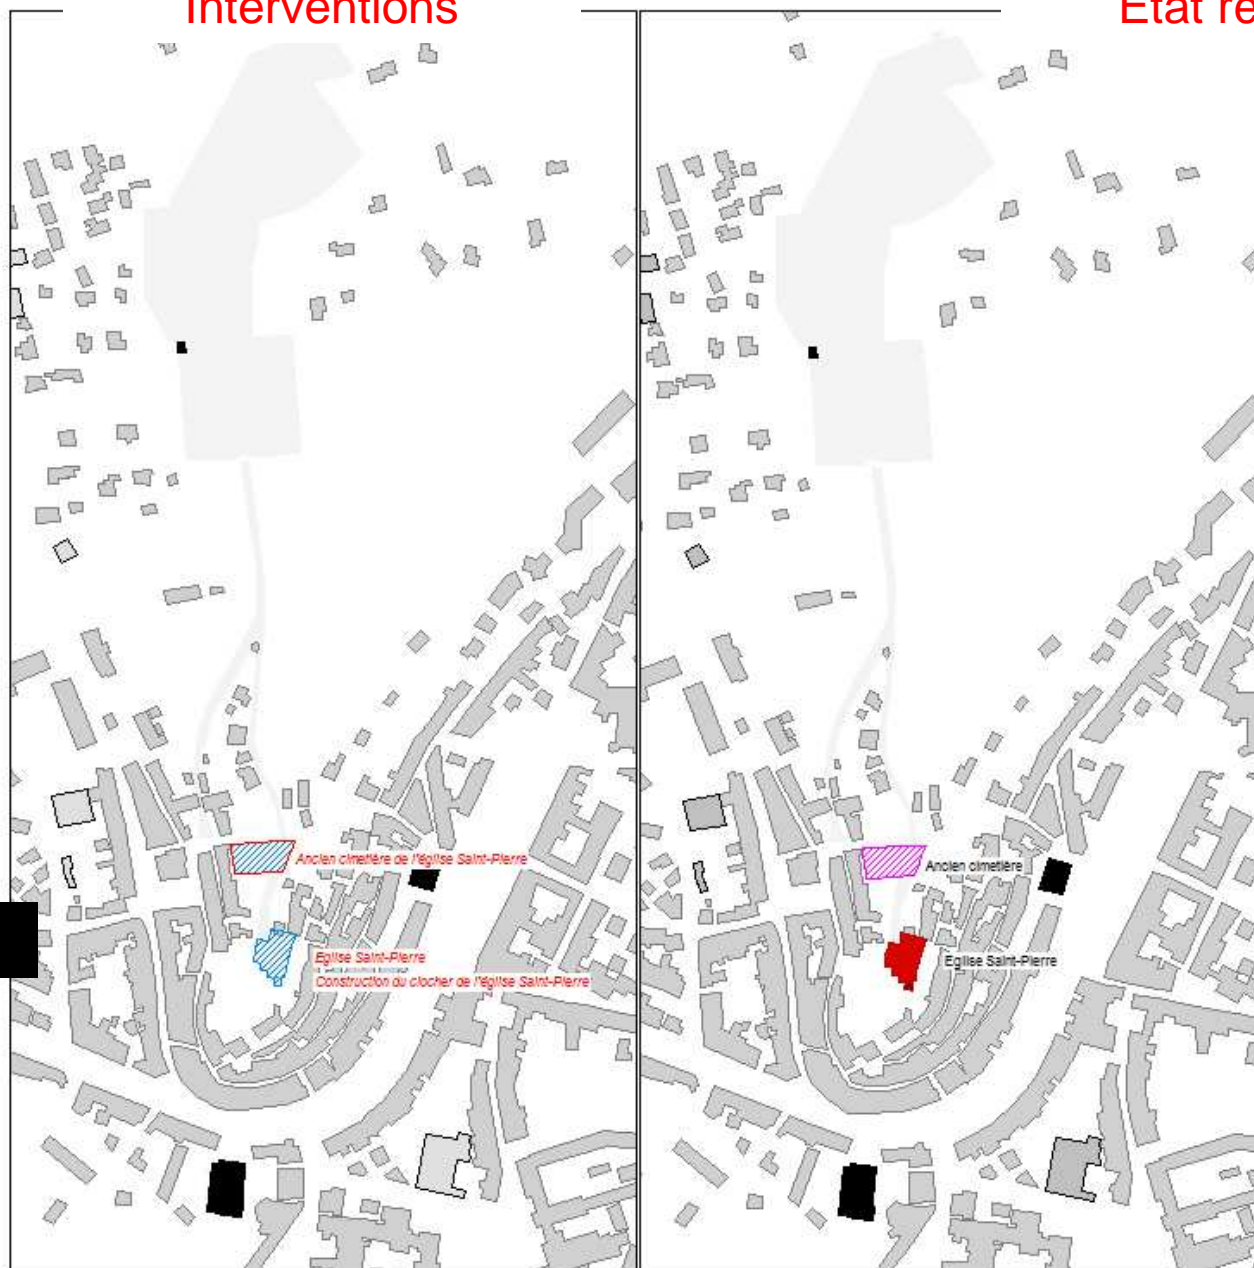 Interventions
Etat re
Ancien cimetière de l'église Saint-Pierre
Eglise Saint-Pierre
Construction du clocher de l'église Saint-Pierre
Ancien cimetière
Eglise Saint-Pierre